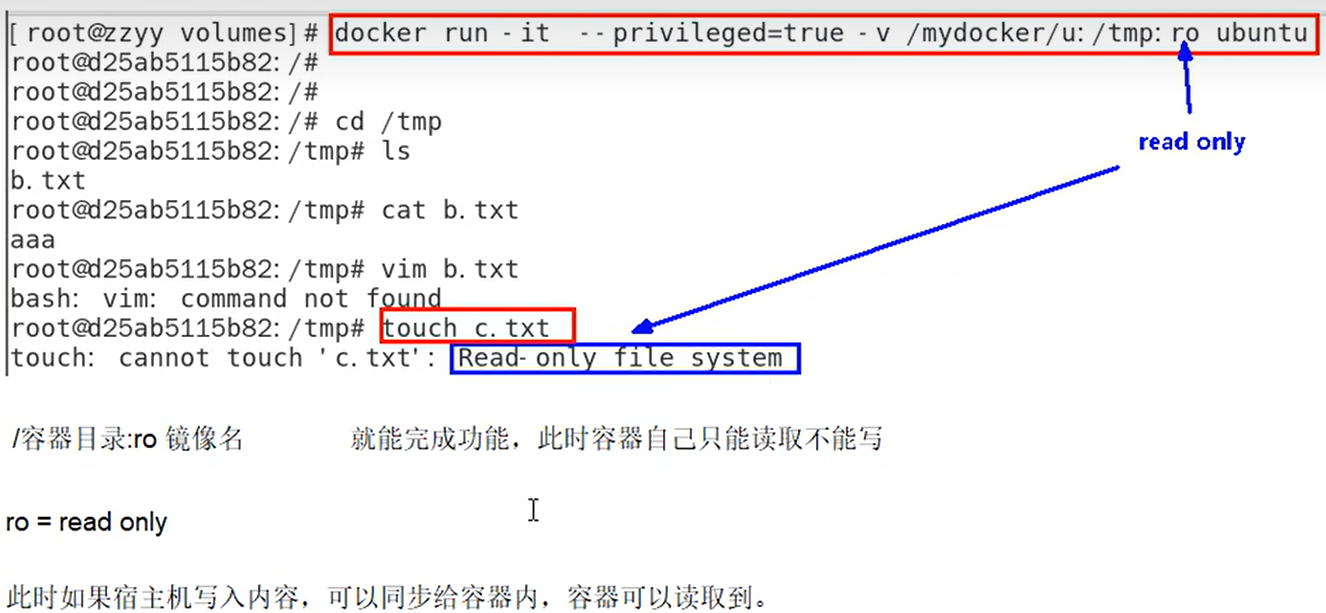 [root@zzyy volumes]# docker run -it --privileged=true -v /mydocker/u:/tmp:ro ubuntu
root@d25ab5115b82:/#
root@d25ab5115b82:/#
root@d25ab5115b82:/# cd /tmp
read only
root@d25ab5115b82:/tmp# ls
b.txt
root@d25ab5115b82:/tmp# cat b.txt
aaa
root@d25ab5115b82:/tmp# vim b.txt
bash: vim: command not found
root@d25ab5115b82:/tmp# touch c.txt
touch: cannot touch 'c.txt': Read-only file system
/容器目录:ro 镜像名 就能完成功能，此时容器自己只能读取不能写
ro = read only
此时如果宿主机写入内容，可以同步给容器内，容器可以读取到。